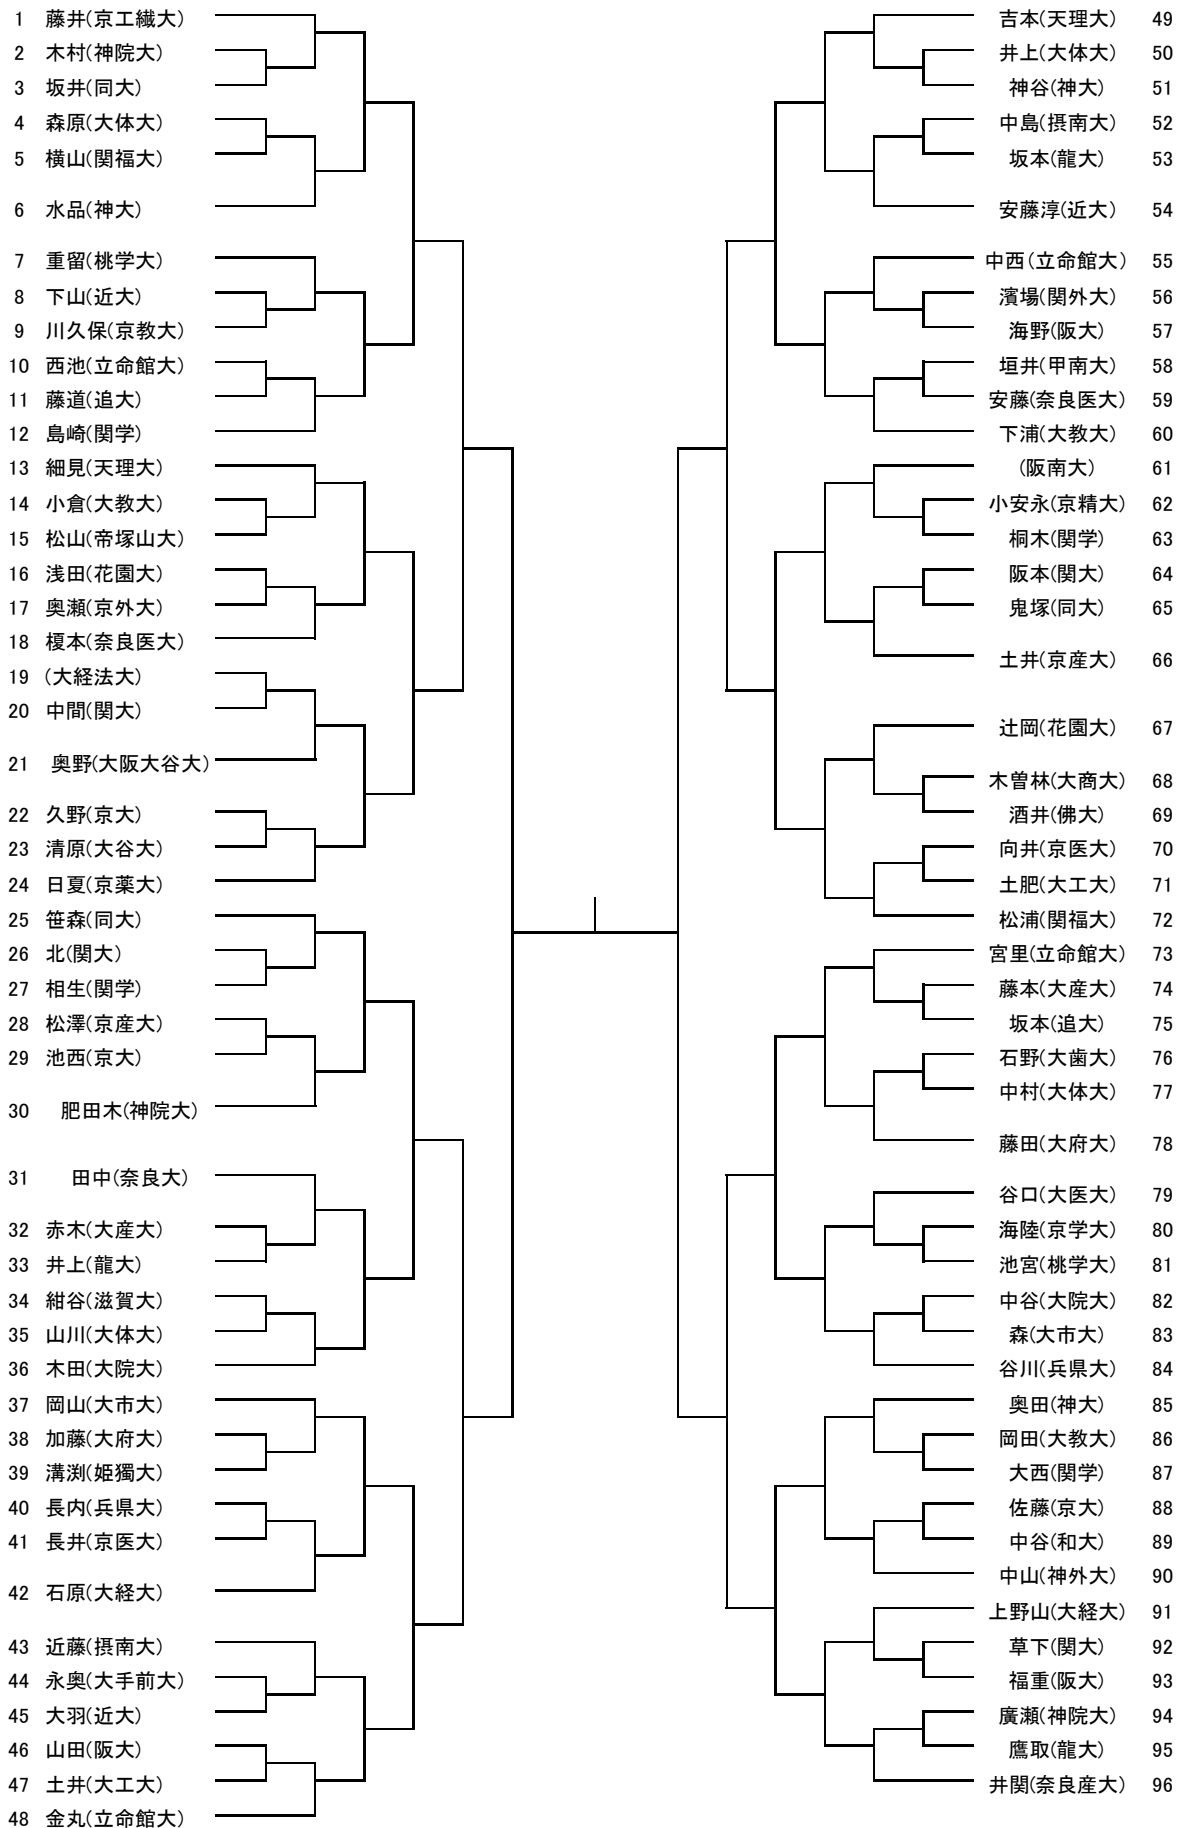 1 藤井(京工繊大)
2 木村(神院大)
3 坂井(同大)
4 森原(大体大)
5 横山(関福大)
6 水品(神大)
7 重留(桃学大)
8 下山(近大)
9 川久保(京教大)
10 西池(立命館大)
11 藤道(追大)
12 島崎(関学)
13 細見(天理大)
14 小倉(大教大)
15 松山(帝塚山大)
16 浅田(花園大)
17 奥瀬(京外大)
18 榎本(奈良医大)
19 (大経法大)
20 中間(関大)
21 奥野(大阪大谷大)
22 久野(京大)
23 清原(大谷大)
24 日夏(京薬大)
25 笹森(同大)
26 北(関大)
27 相生(関学)
28 松澤(京産大)
29 池西(京大)
30 肥田木(神院大)
31 田中(奈良大)
32 赤木(大産大)
33 井上(龍大)
34 紺谷(滋賀大)
35 山川(大体大)
36 木田(大院大)
37 岡山(大市大)
38 加藤(大府大)
39 溝渕(姫獨大)
40 長内(兵県大)
41 長井(京医大)
42 石原(大経大)
43 近藤(摂南大)
44 永奥(大手前大)
45 大羽(近大)
46 山田(阪大)
47 土井(大工大)
48 金丸(立命館大)
吉本(天理大) 49
井上(大体大) 50
神谷(神大) 51
中島(摂南大) 52
坂本(龍大) 53
安藤淳(近大) 54
中西(立命館大) 55
濱場(関外大) 56
海野(阪大) 57
垣井(甲南大) 58
安藤(奈良医大) 59
下浦(大教大) 60
(阪南大) 61
小安永(京精大) 62
桐木(関学) 63
阪本(関大) 64
鬼塚(同大) 65
土井(京産大) 66
辻岡(花園大) 67
木曽林(大商大) 68
酒井(佛大) 69
向井(京医大) 70
土肥(大工大) 71
松浦(関福大) 72
宮里(立命館大) 73
藤本(大産大) 74
坂本(追大) 75
石野(大歯大) 76
中村(大体大) 77
藤田(大府大) 78
谷口(大医大) 79
海陸(京学大) 80
池宮(桃学大) 81
中谷(大院大) 82
森(大市大) 83
谷川(兵県大) 84
奥田(神大) 85
岡田(大教大) 86
大西(関学) 87
佐藤(京大) 88
中谷(和大) 89
中山(神外大) 90
上野山(大経大) 91
草下(関大) 92
福重(阪大) 93
廣瀬(神院大) 94
鷹取(龍大) 95
井関(奈良産大) 96